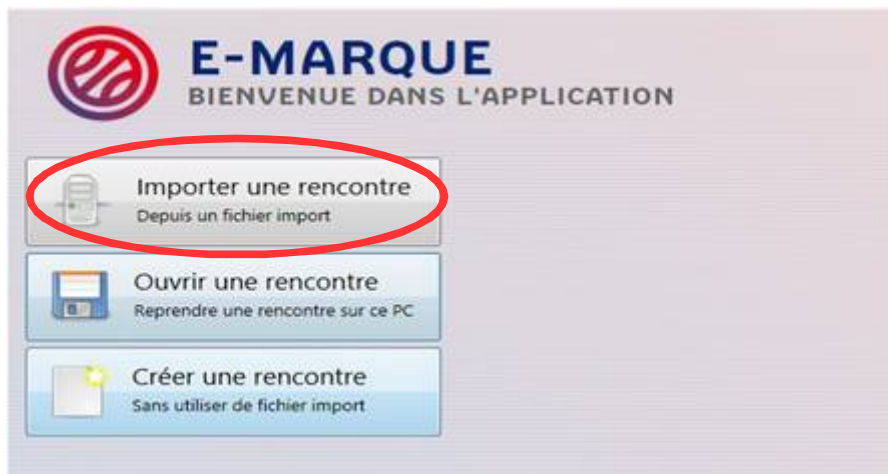 E-MARQUE
BIENVENUE DANS L'APPLICATION
Importer une rencontre
Depuis un fichier import
Ouvrir une rencontre
Reprendre une rencontre sur ce PC
Créer une rencontre
Sans utiliser de fichier import